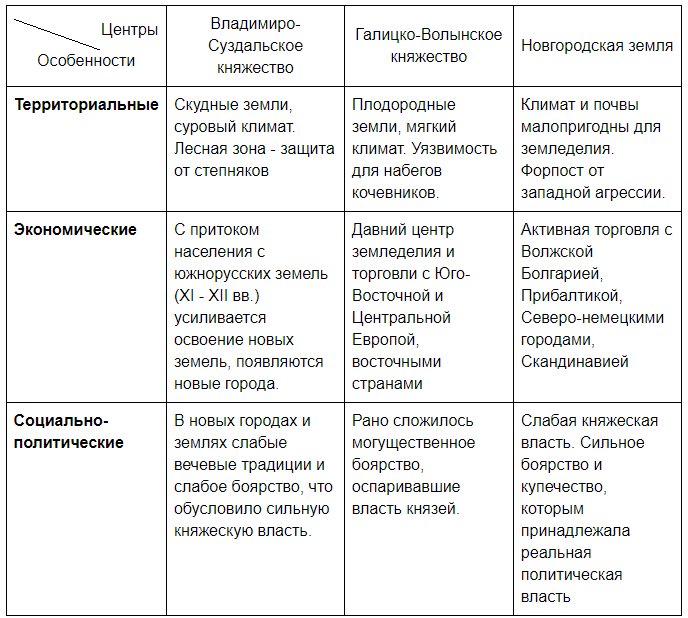 Центры
Особенности
Владимиро-
Суздальское
княжество
Галицко-Волынское
княжество
Новгородская земля
Территориальные
Скудные земли,
суровый климат.
Лесная зона - защита
от степняков
Плодородные
земли, мягкий
климат. Уязвимость
для набегов
кочевников.
Климат и почвы
малопригодны для
земледелия.
Форпост от
западной агрессии.
Экономические
С притоком
населения с
южнорусских земель
(XI - XII вв.)
усиливается
освоение новых
земель, появляются
новые города.
Давний центр
земледелия и
торговли с Юго-
Восточной и
Центральной
Европой,
восточными
странами
Активная торговля с
Волжской
Болгарией,
Прибалтикой,
Северо-немецкими
городами,
Скандинавией
Социально-
политические
В новых городах и
землях слабые
вечевые традиции и
слабое боярство, что
обусловило сильную
княжескую власть.
Рано сложилось
могущественное
боярство,
оспаривавшие
власть князей.
Слабая княжеская
власть. Сильное
боярство и
купечество,
которым
принадлежала
реальная
политическая
власть